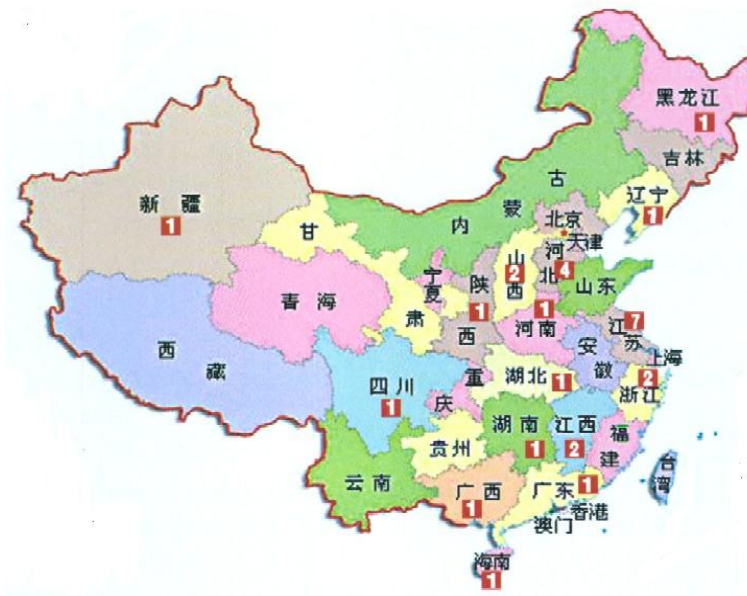 黑龙江
1
吉林
辽宁
1
内蒙古
北京
天津
新疆
1
甘肃
宁夏
陕西
1
山西
2
河北
4
山东
青海
河南
1
江苏
7
安徽
上海
西藏
四川
1
重庆
湖北
1
浙江
2
湖南
1
江西
2
福建
贵州
云南
广西
1
广东
1
香港
澳门
台湾
海南
1